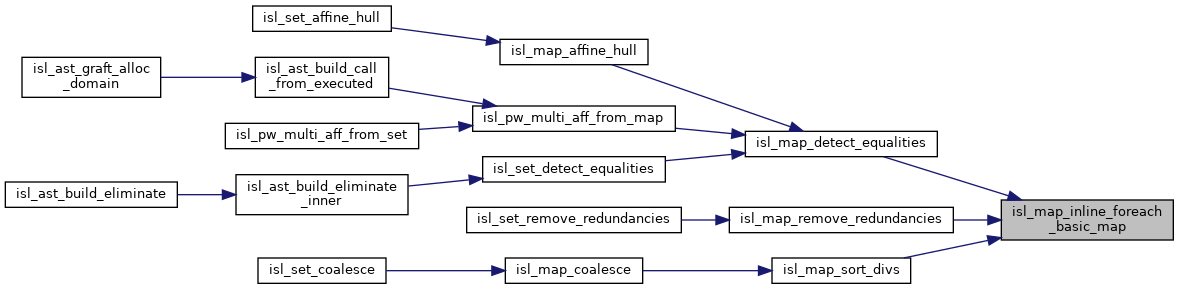 isl_set_affine_hull
isl_map_affine_hull
isl_ast_graft_alloc
_domain
isl_ast_build_call
_from_executed
isl_pw_multi_aff_from_map
isl_pw_multi_aff_from_set
isl_map_detect_equalities
isl_set_detect_equalities
isl_ast_build_eliminate
isl_ast_build_eliminate
_inner
isl_set_remove_redundancies
isl_map_remove_redundancies
isl_map_inline_foreach
_basic_map
isl_set_coalesce
isl_map_coalesce
isl_map_sort_divs